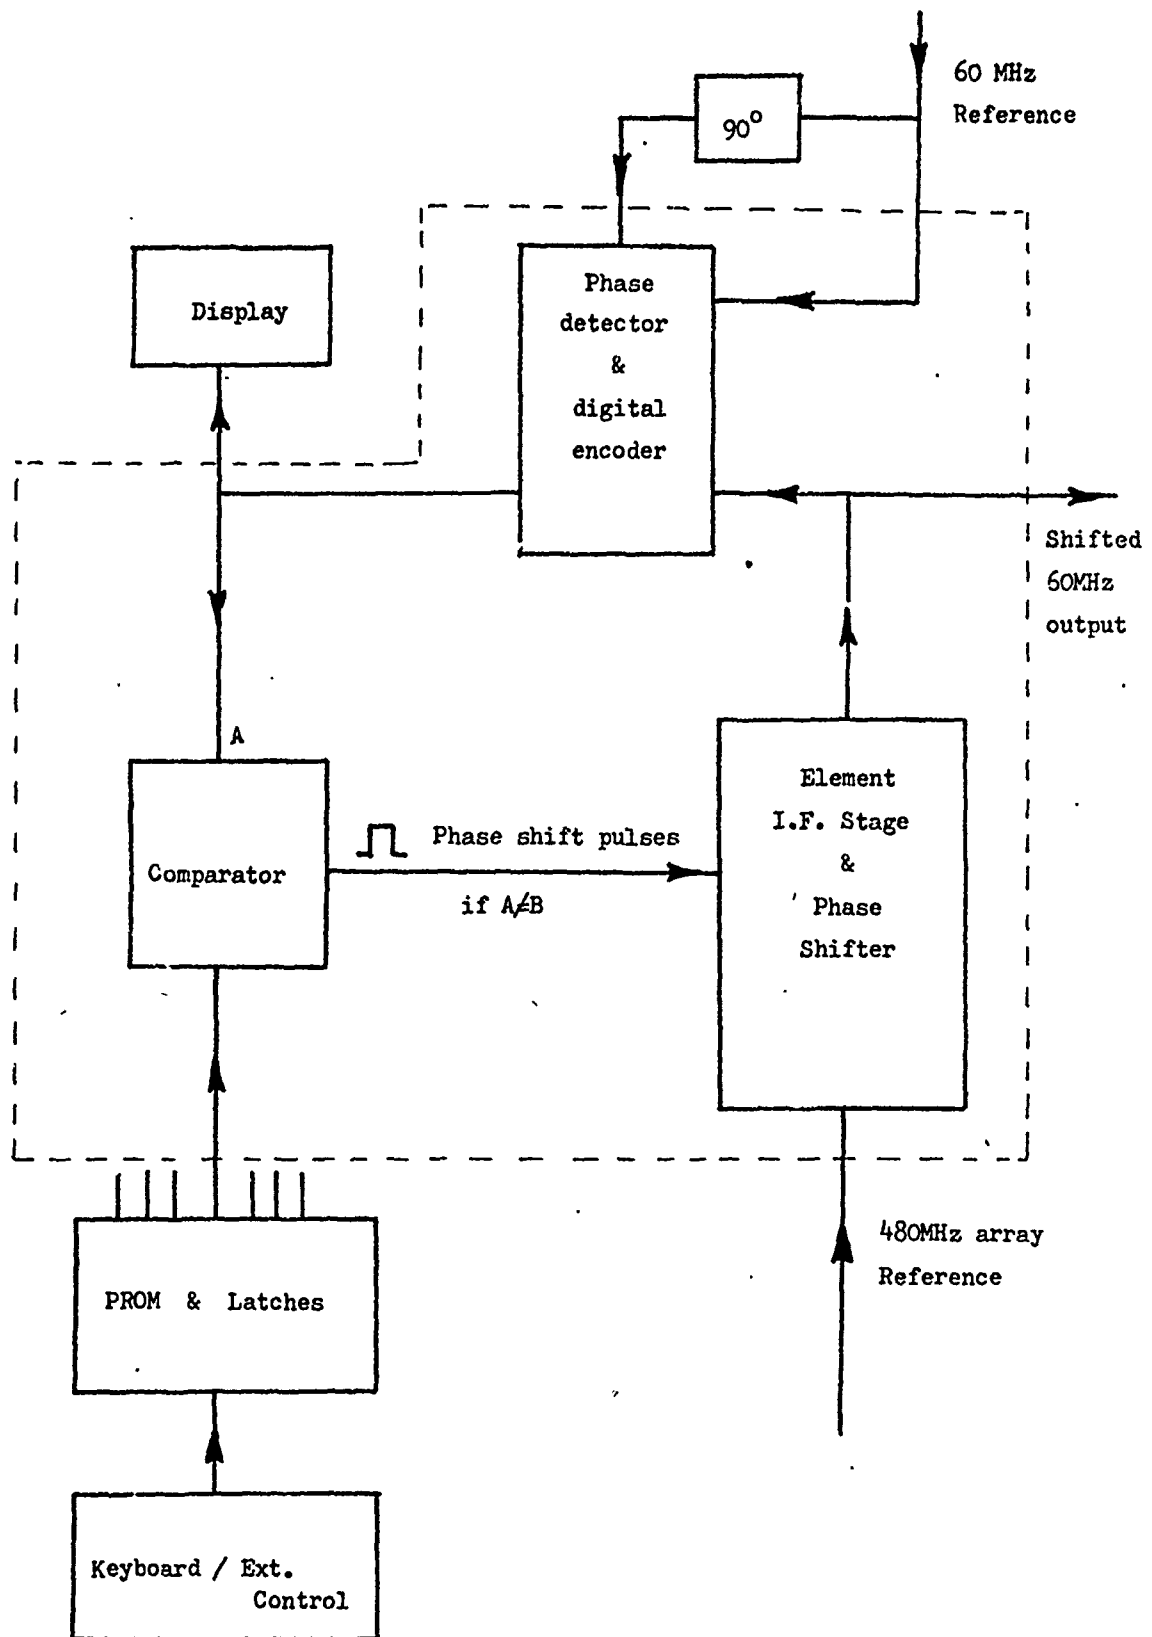 60 MHz
Reference
90°
Display
Phase
detector
&
digital
encoder
Shifted
60MHz
output
A
Comparator
Phase shift pulses
if A≠B
Element
I.F. Stage
&
Phase
Shifter
480MHz array
Reference
PROM & Latches
Keyboard / Ext.
Control